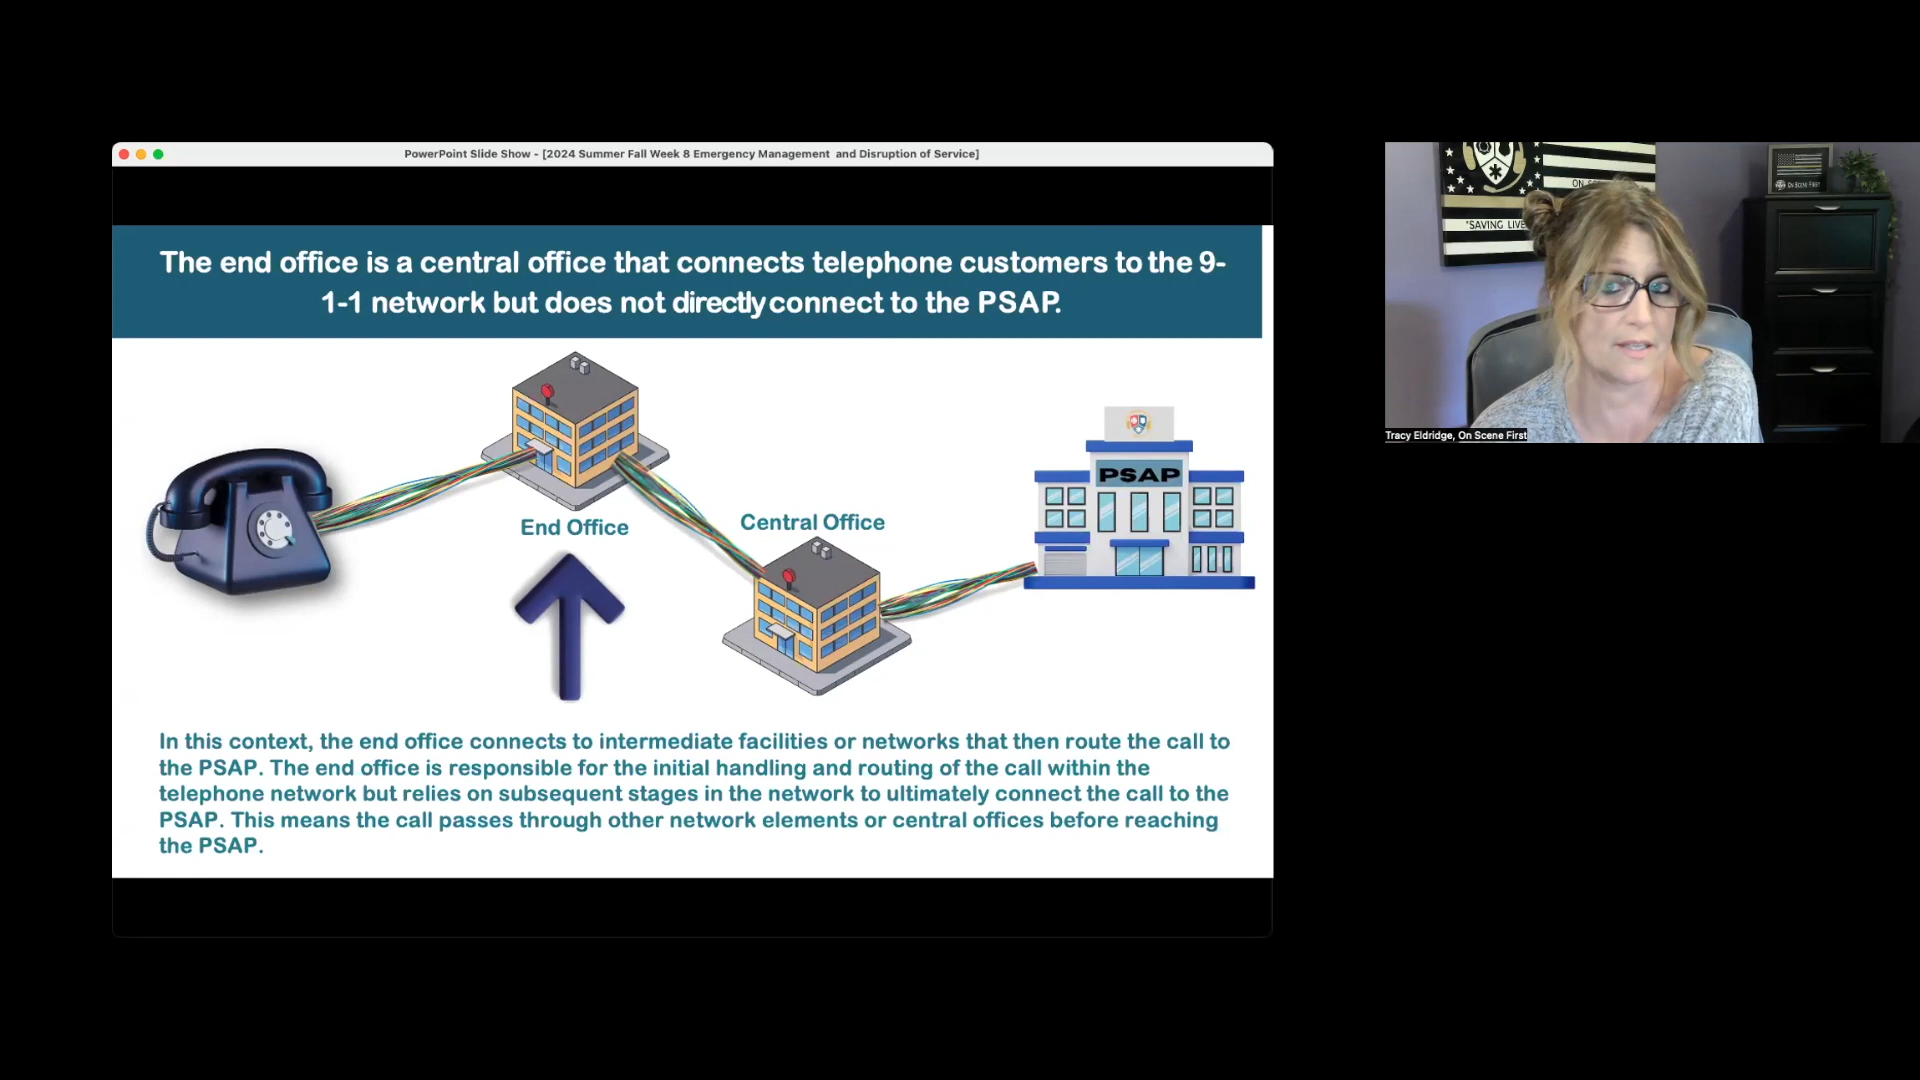 PowerPoint Slide Show - [2024 Summer Fall Week 8 Emergency Management and Disruption of Service]
The end office is a central office that connects telephone customers to the 9-
1-1 network but does not directly connect to the PSAP.
End Office
Central Office
PSAP
In this context, the end office connects to intermediate facilities or networks that then route the call to
the PSAP. The end office is responsible for the initial handling and routing of the call within the
telephone network but relies on subsequent stages in the network to ultimately connect the call to the
PSAP. This means the call passes through other network elements or central offices before reaching
the PSAP.
ON
"SAVING LIVE
ON SCENE FIRST
Tracy Eldridge, On Scene First